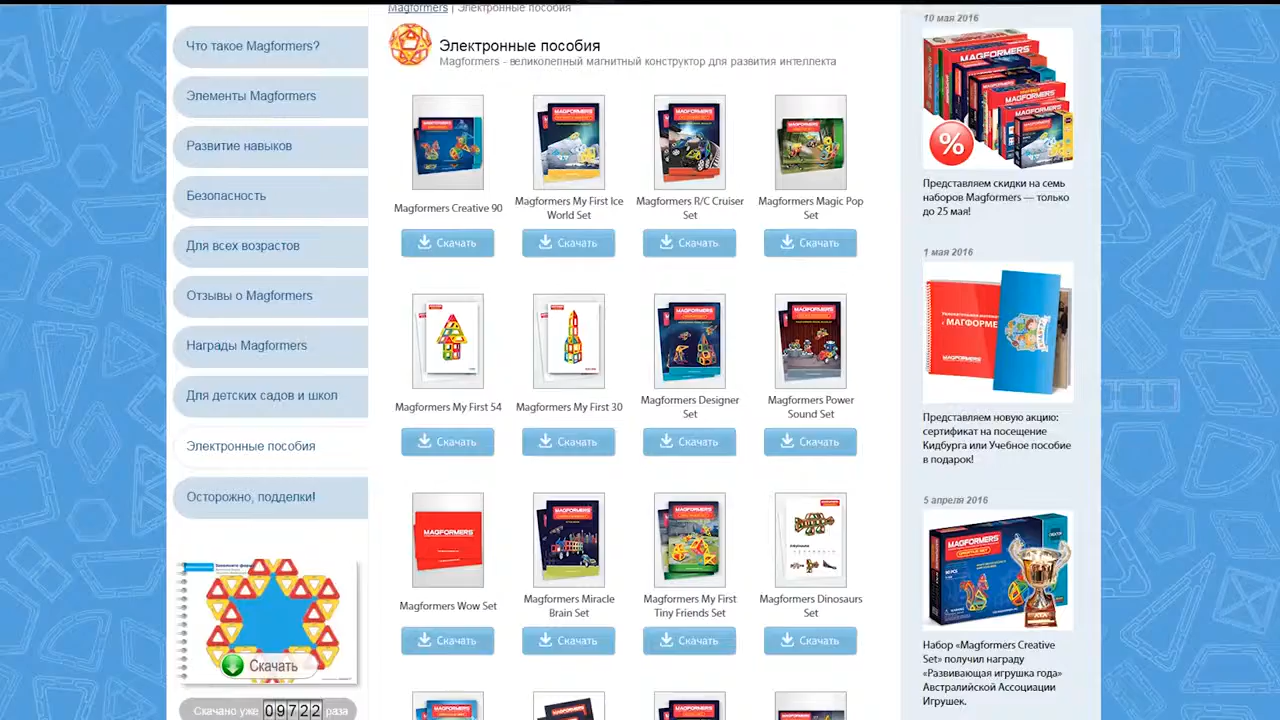 Magformers | Электронные пособия
Электронные пособия
Magformers - великолепный магнитный конструктор для развития интеллекта
Что такое Magformers?
Элементы Magformers
Развитие навыков
Безопасность
Для всех возрастов
Отзывы о Magformers
Награды Magformers
Для детских садов и школ
Электронные пособия
Осторожно, подделки!
Скачать
09722 раза
Magformers Creative 90
Скачать
Magformers My First Ice
World Set
Скачать
Magformers R/C Cruiser
Set
Скачать
Magformers Magic Pop
Set
Скачать
Magformers My First 54
Скачать
Magformers My First 30
Скачать
Magformers Designer
Set
Скачать
Magformers Power
Sound Set
Скачать
MAGFORMERS
Magformers Wow Set
Скачать
Magformers Miracle
Brain Set
Скачать
Magformers My First
Tiny Friends Set
Скачать
Magformers Dinosaurs
Set
Скачать
10 мая 2016
MAGFORMERS
%
Представляем скидки на семь
наборов Magformers — только
до 25 мая!
1 мая 2016
MAGFORMERS
Представляем новую акцию:
сертификат на посещение
Кидбурга или Учебное пособие
в подарок!
5 апреля 2016
MAGFORMERS
Набор «Magformers Creative
Set» получил награду
«Развивающая игрушка года»
Австралийской Ассоциации
Игрушек.